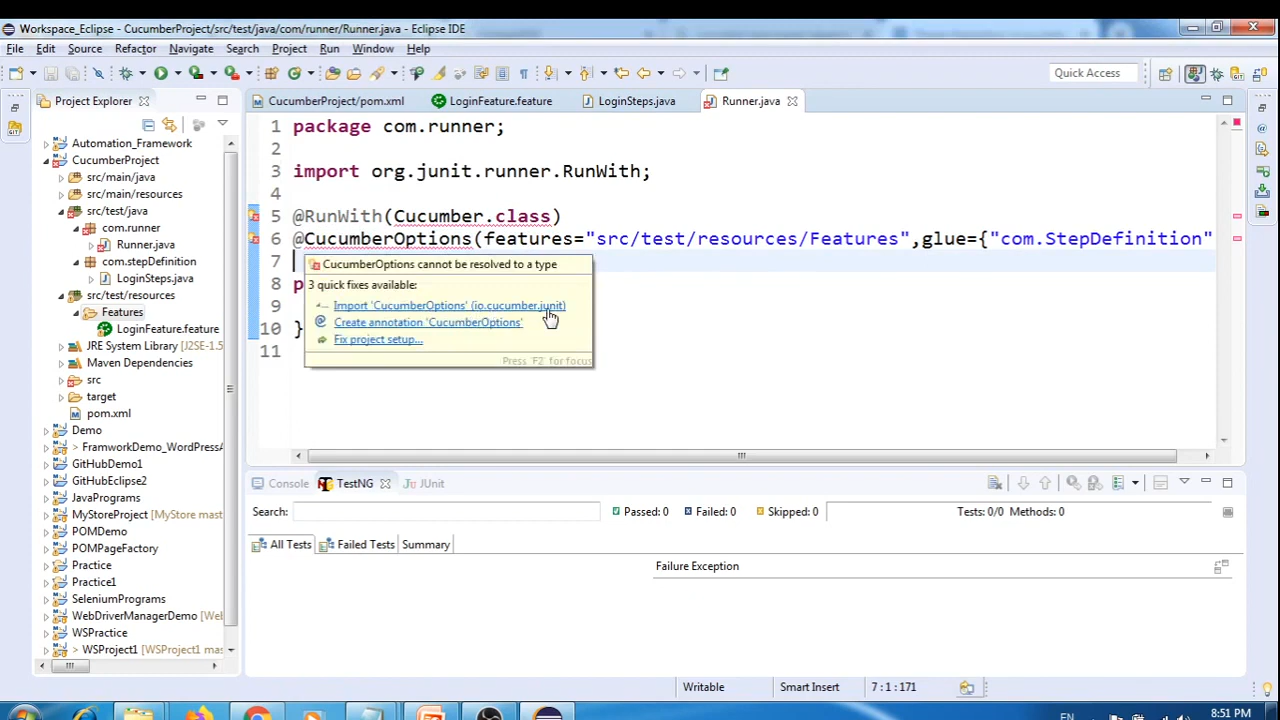 Workspace_Eclipse - CucumberProject/src/test/java/com/runner/Runner.java - Eclipse IDE
File Edit Source Refactor Navigate Search Project Run Window Help
Quick Access
Project Explorer
CucumberProject/pom.xml LoginFeature.feature LoginSteps.java Runner.java
Automation_Framework
CucumberProject
src/main/java
src/main/resources
src/test/java
com.runner
Runner.java
com.stepDefinition
LoginSteps.java
src/test/resources
Features
LoginFeature.feature
JRE System Library [J2SE-1.5
Maven Dependencies
src
target
pom.xml
Demo
> FramworkDemo_WordPressA
GitHubDemo1
GitHubEclipse2
JavaPrograms
MyStoreProject [MyStore mast
POMDemo
POMPageFactory
Practice
Practice1
SeleniumPrograms
WebDriverManagerDemo [Web
WSPractice
> WSProject1 [WSProject1 mas
1 package com.runner;
2
3 import org.junit.runner.RunWith;
4
5 @RunWith(Cucumber.class)
6 @CucumberOptions(features="src/test/resources/Features",glue={"com.StepDefinition"
7
8 p
9
10 }
11
CucumberOptions cannot be resolved to a type
3 quick fixes available:
Import 'CucumberOptions' (io.cucumber.junit)
Create annotation 'CucumberOptions'
Fix project setup...
Press 'F2' for focus
Console TestNG JUnit
Search: Passed: 0 Failed: 0 Skipped: 0 Tests: 0/0 Methods: 0
All Tests Failed Tests Summary
Failure Exception
Writable Smart Insert 7 : 1 : 171
EN 8:51 PM